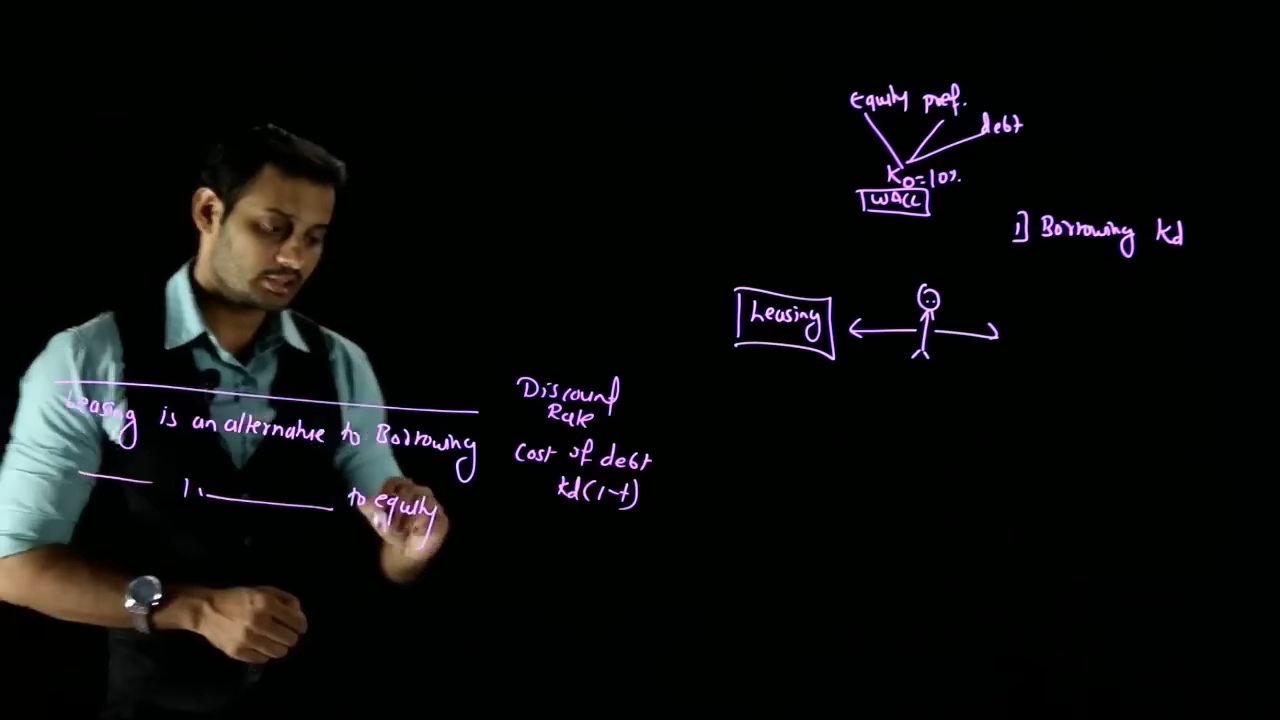 Equity pref.
debt
Ko=10%
WACC
1] Borrowing Kd
Leasing
Discount
Rate
Leasing is an alternative to Borrowing
Cost of debt
kd(1-t)
to equity